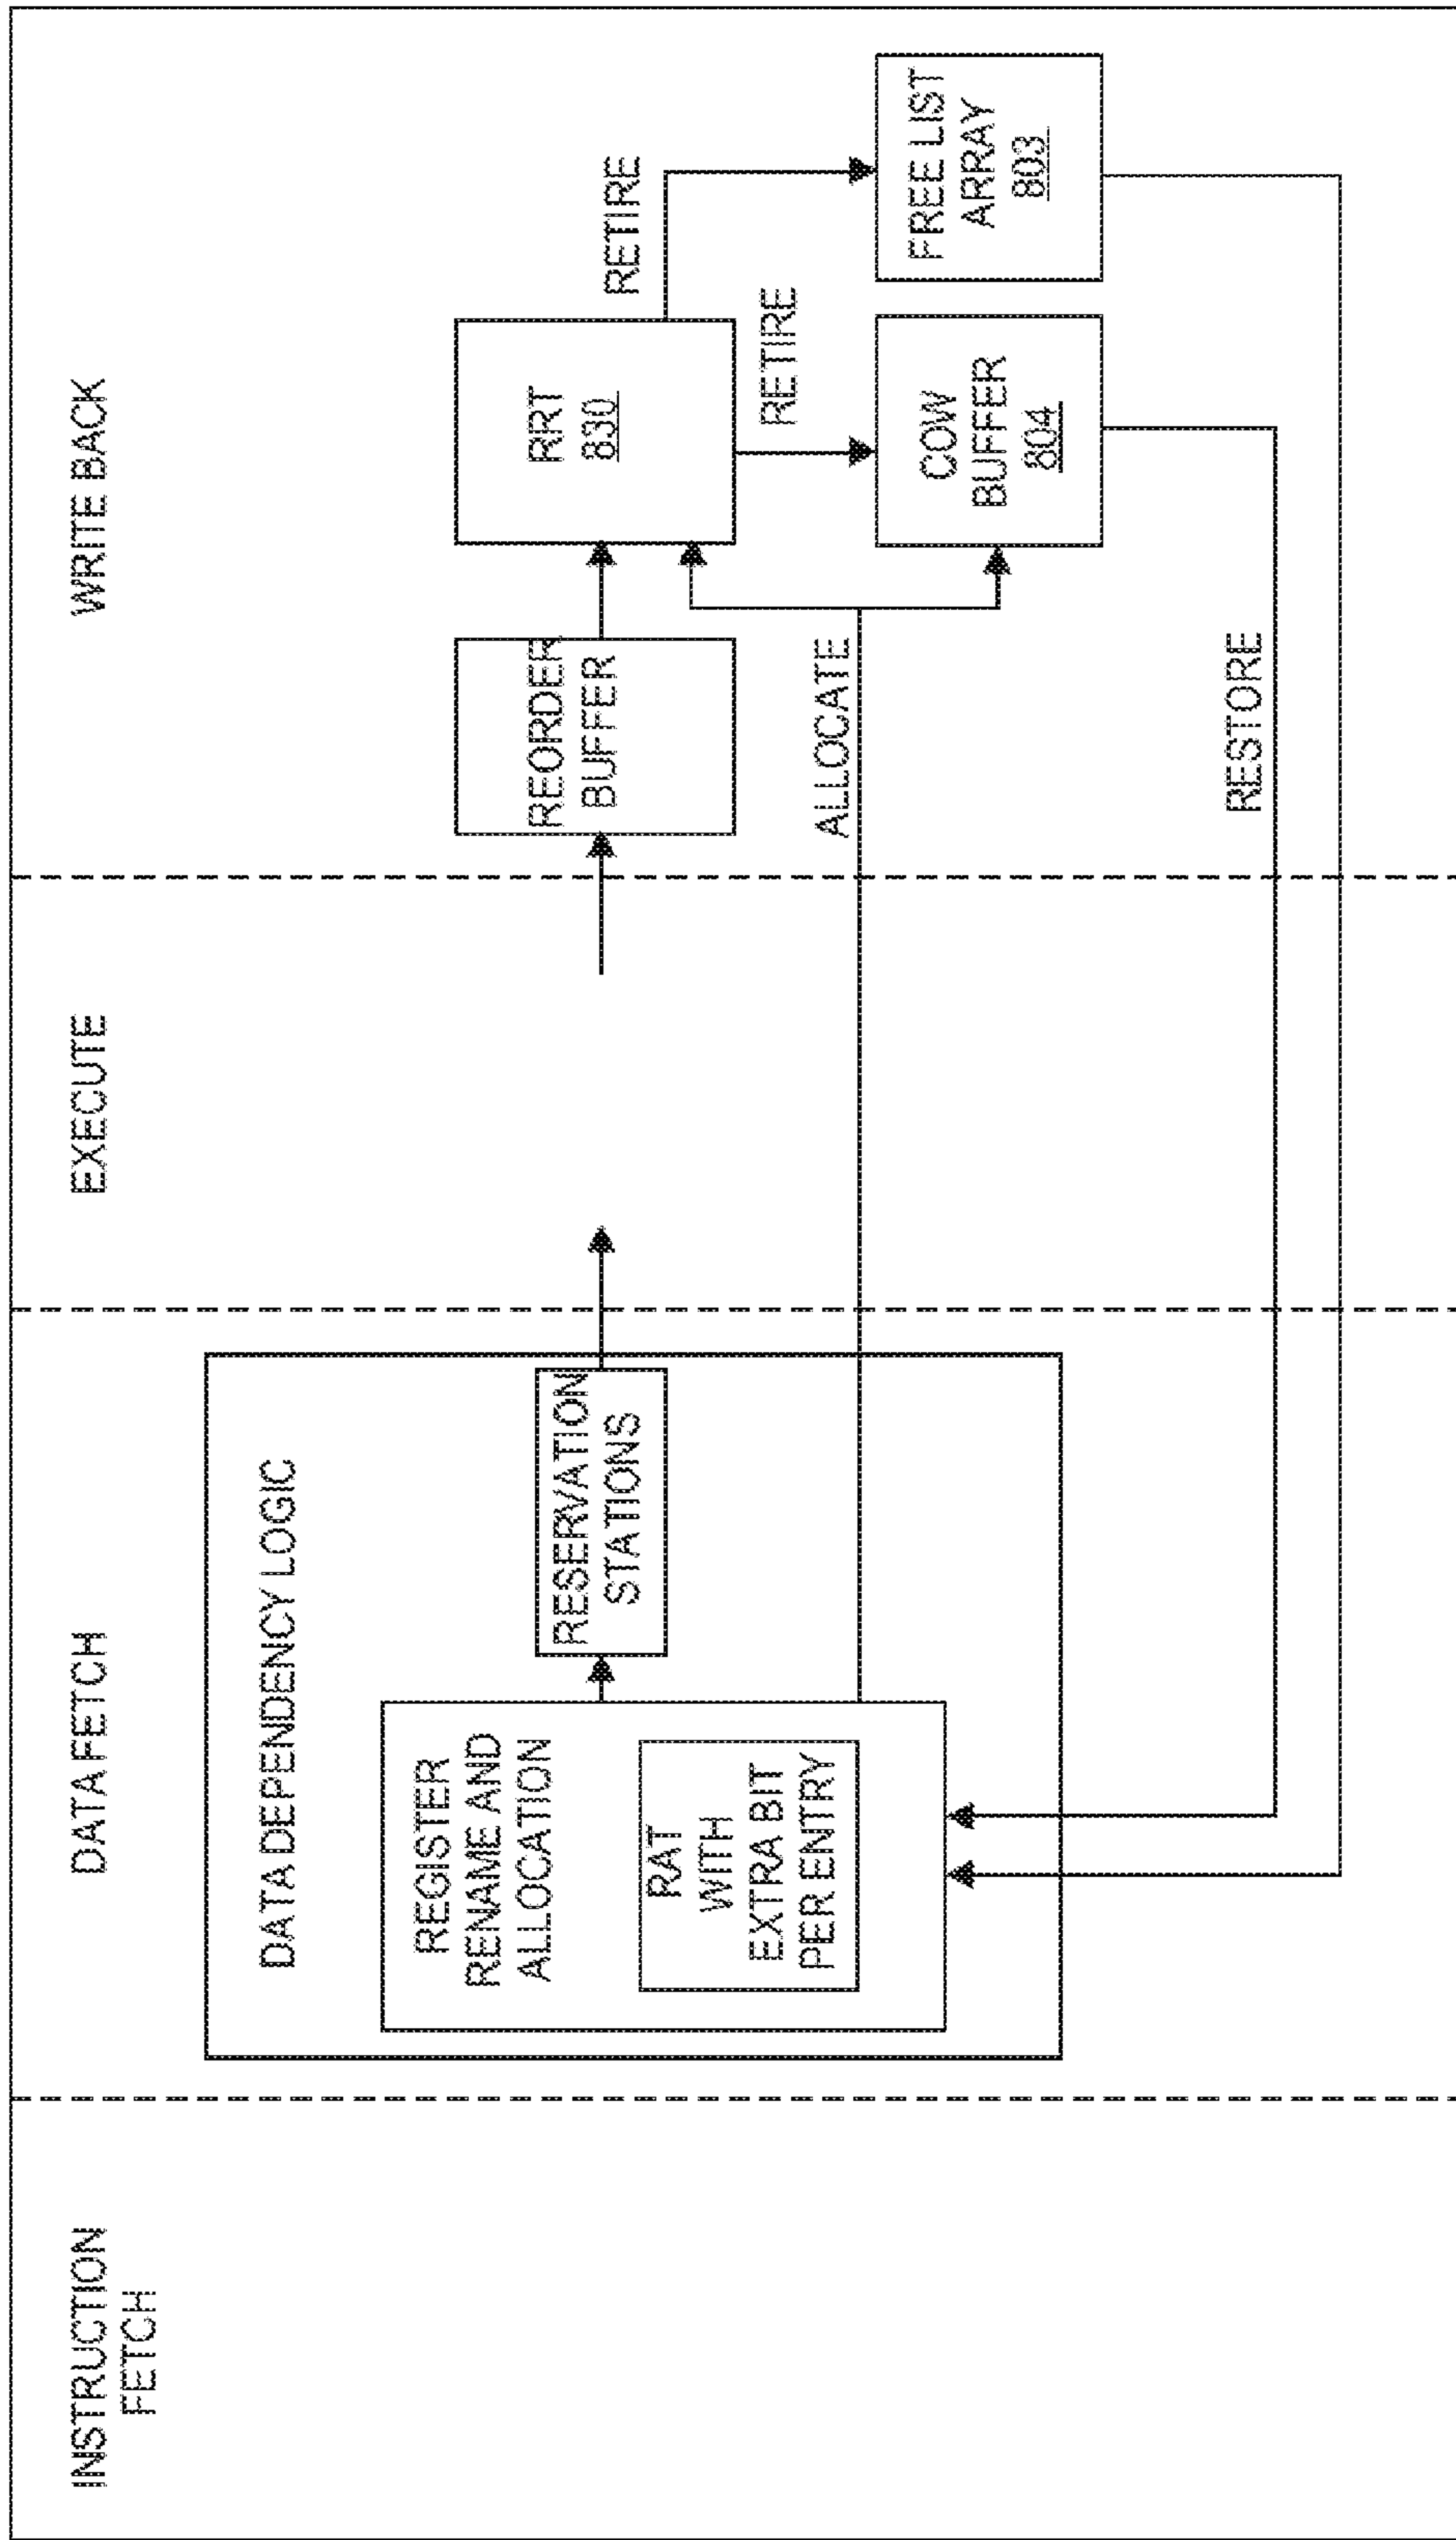 INSTRUCTION
FETCH
DATA FETCH
EXECUTE
WRITE BACK
DATA DEPENDENCY LOGIC
REGISTER
RENAME AND
ALLOCATION
RAT
WITH
EXTRA BIT
PER ENTRY
RESERVATION
STATIONS
REORDER
BUFFER
RRT
830
RETIRE
RETIRE
ALLOCATE
COW
BUFFER
804
FREE LIST
ARRAY
803
RESTORE